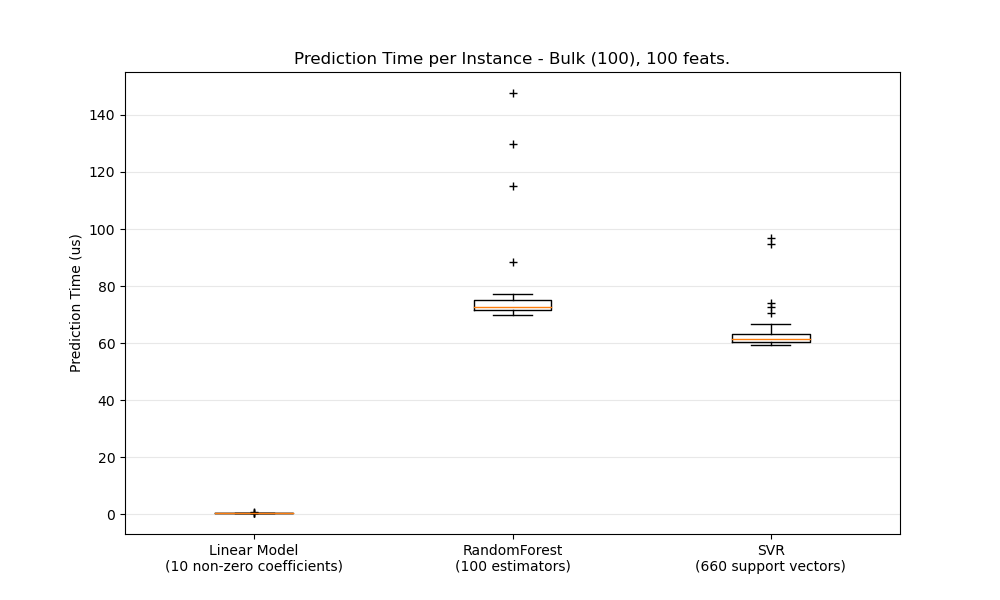 Prediction Time per Instance - Bulk (100), 100 feats.
Prediction Time (us)
140
120
100
80
60
40
20
0
Linear Model
(10 non-zero coefficients)
RandomForest
(100 estimators)
SVR
(660 support vectors)